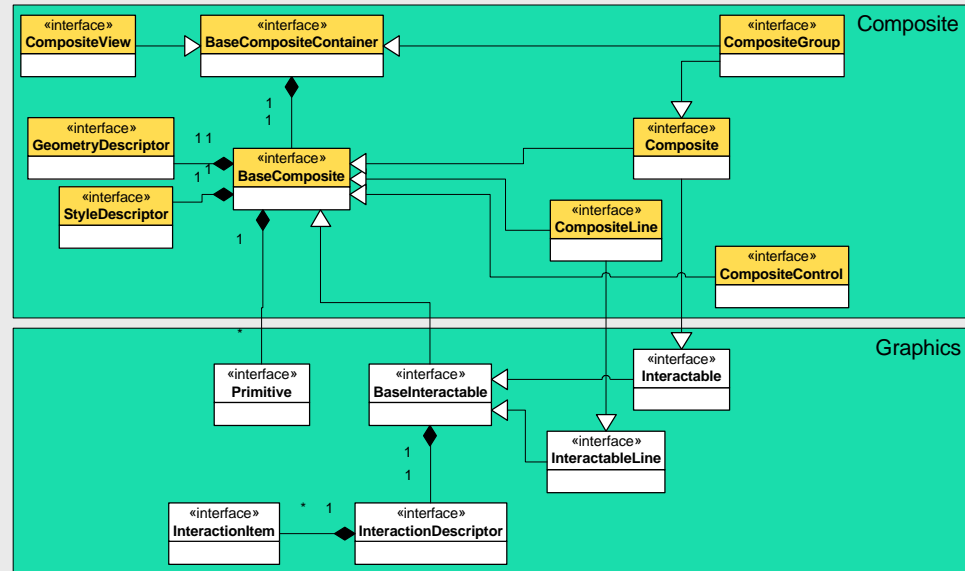 Composite
«interface»
CompositeView
«interface»
BaseCompositeContainer
«interface»
CompositeGroup
1
1
«interface»
GeometryDescriptor
1 1
«interface»
BaseComposite
«interface»
Composite
1
1
«interface»
StyleDescriptor
«interface»
CompositeLine
1
«interface»
CompositeControl
*
Graphics
«interface»
Primitive
«interface»
BaseInteractable
«interface»
Interactable
«interface»
InteractableLine
1
1
«interface»
InteractionItem
* 1
«interface»
InteractionDescriptor